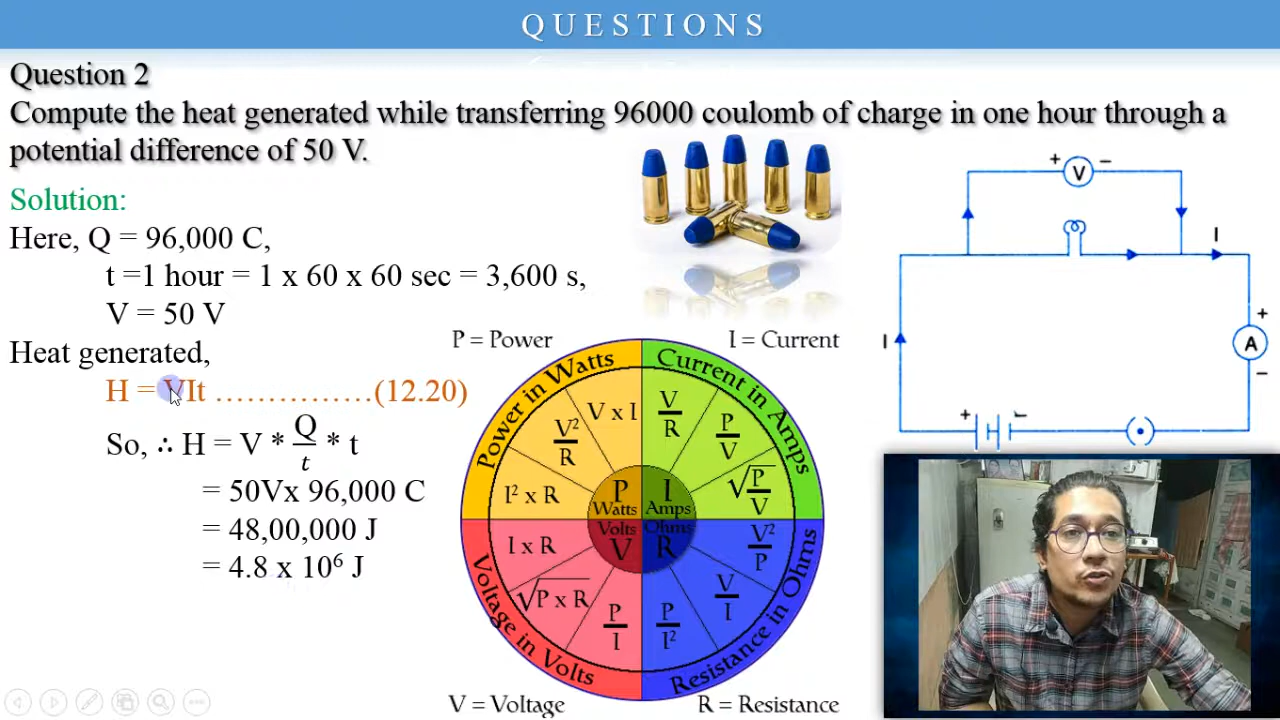 QUESTIONS
Question 2
Compute the heat generated while transferring 96000 coulomb of charge in one hour through a
potential difference of 50 V.
Solution:
Here, Q = 96,000 C,
t =1 hour = 1 x 60 x 60 sec = 3,600 s,
V = 50 V
Heat generated,
H = VIt ……………(12.20)
So, ∴ H = V * Q/t * t
= 50Vx 96,000 C
= 48,00,000 J
= 4.8 x 10⁶ J
P = Power
I = Current
Power in Watts
Current in Amps
V x I
V²/R
I² x R
V/R
P/V
√P/V
P
Watts
I
Amps
Volts
V
Ohms
R
I x R
√P x R
P/I
V²/P
V/I
P/I²
Voltage in Volts
Resistance in Ohms
V = Voltage
R = Resistance
+ V −
I
I
+
A
−
+